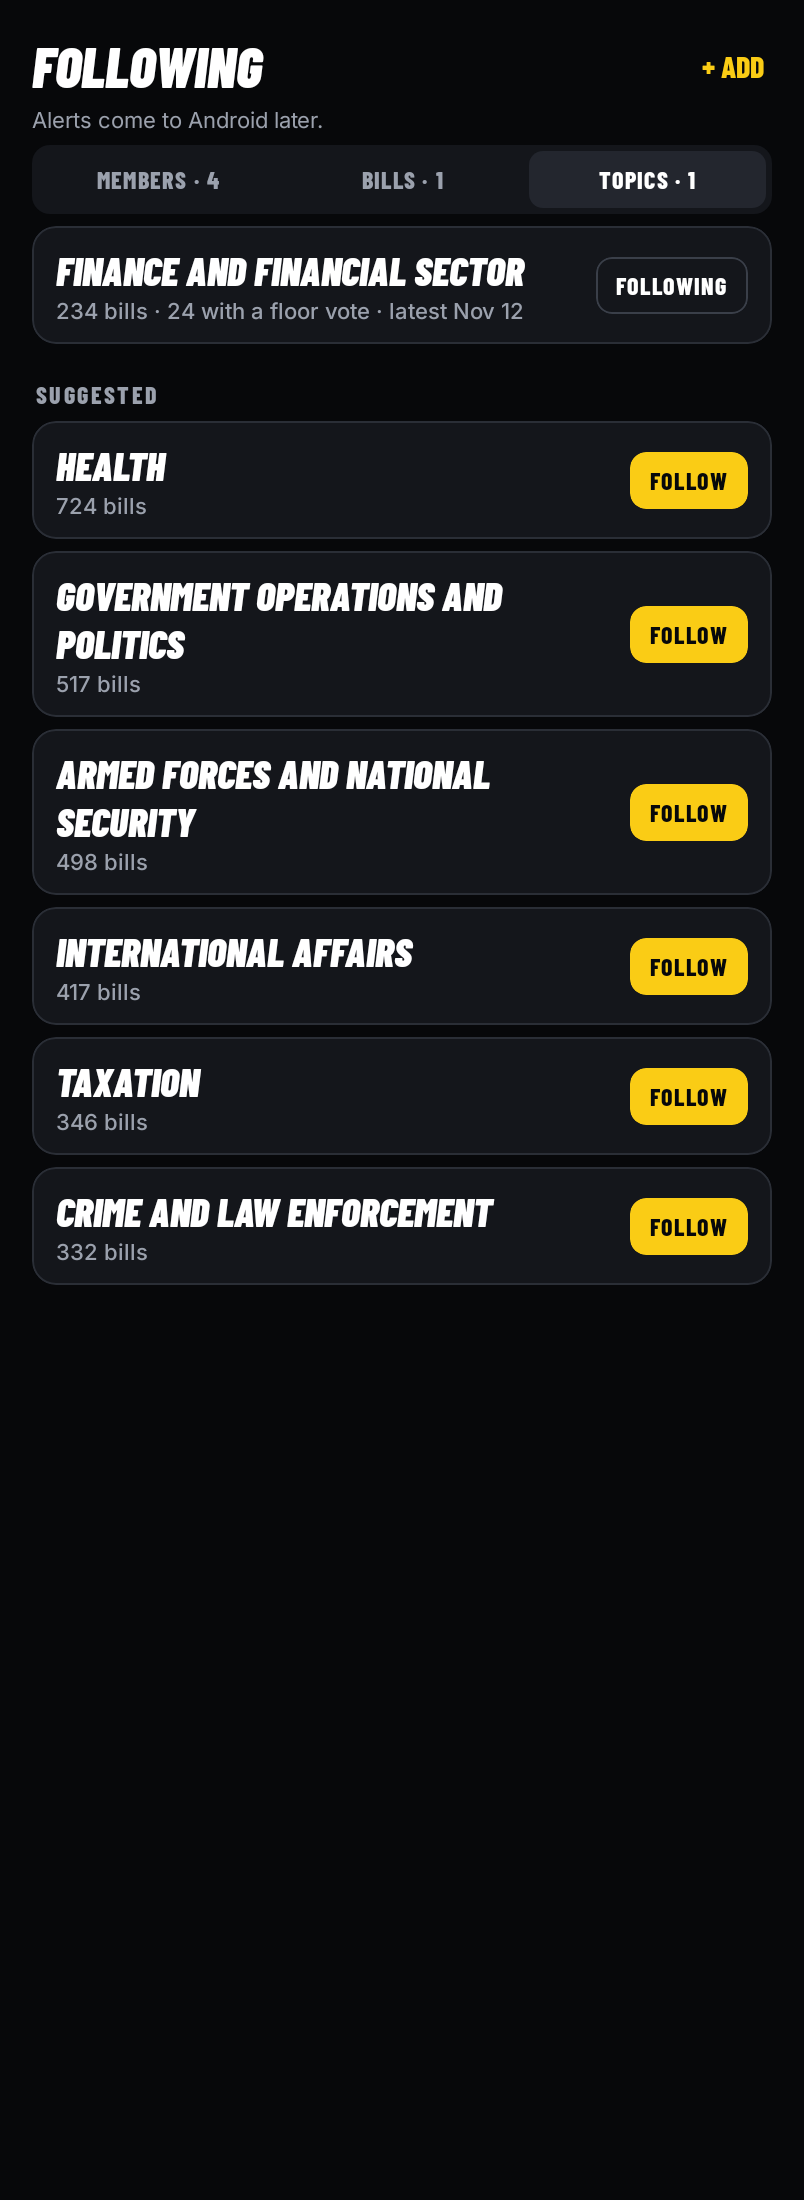 FOLLOWING
+ ADD
Alerts come to Android later.
MEMBERS · 4
BILLS · 1
TOPICS · 1
FINANCE AND FINANCIAL SECTOR
234 bills · 24 with a floor vote · latest Nov 12
FOLLOWING
SUGGESTED
HEALTH
724 bills
FOLLOW
GOVERNMENT OPERATIONS AND
POLITICS
517 bills
FOLLOW
ARMED FORCES AND NATIONAL
SECURITY
498 bills
FOLLOW
INTERNATIONAL AFFAIRS
417 bills
FOLLOW
TAXATION
346 bills
FOLLOW
CRIME AND LAW ENFORCEMENT
332 bills
FOLLOW